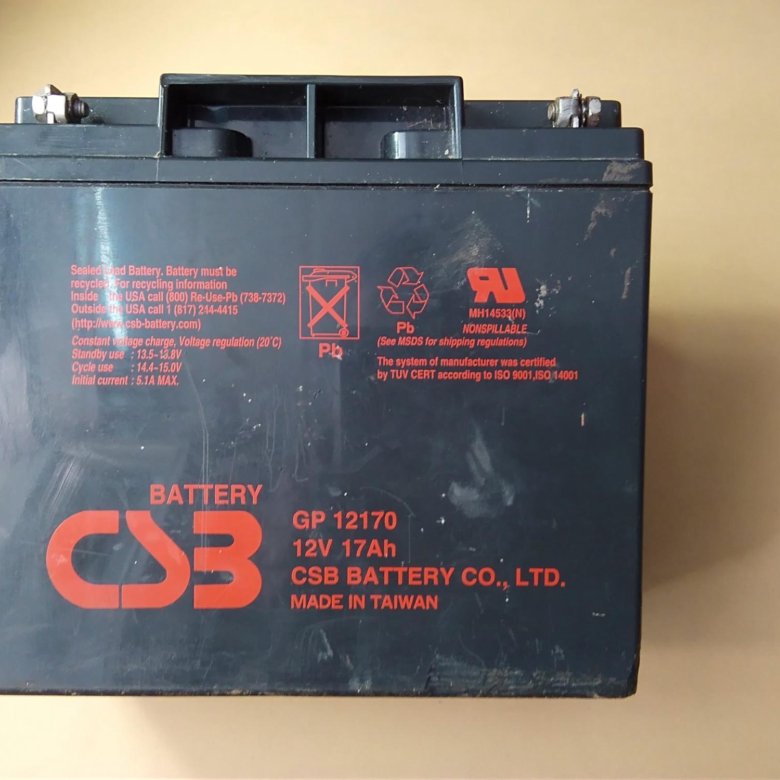 Sealed Lead Battery. Battery must be
recycled. For recycling information
Inside the USA call (800) Re-Use-Pb (738-7372)
Outside the USA call 1 (817) 244-4415
(http://www.csb-battery.com)
Constant voltage charge, Voltage regulation (20°C)
Standby use : 13.5~13.8V
Cycle use : 14.4~15.0V
Initial current : 5.1A MAX.
Pb
Pb
(See MSDS for shipping regulations)
RU
MH14533(N)
NONSPILLABLE
The system of manufacturer was certified
by TUV CERT according to ISO 9001,ISO 14001
BATTERY
CSB
GP 12170
12V 17Ah
CSB BATTERY CO., LTD.
MADE IN TAIWAN